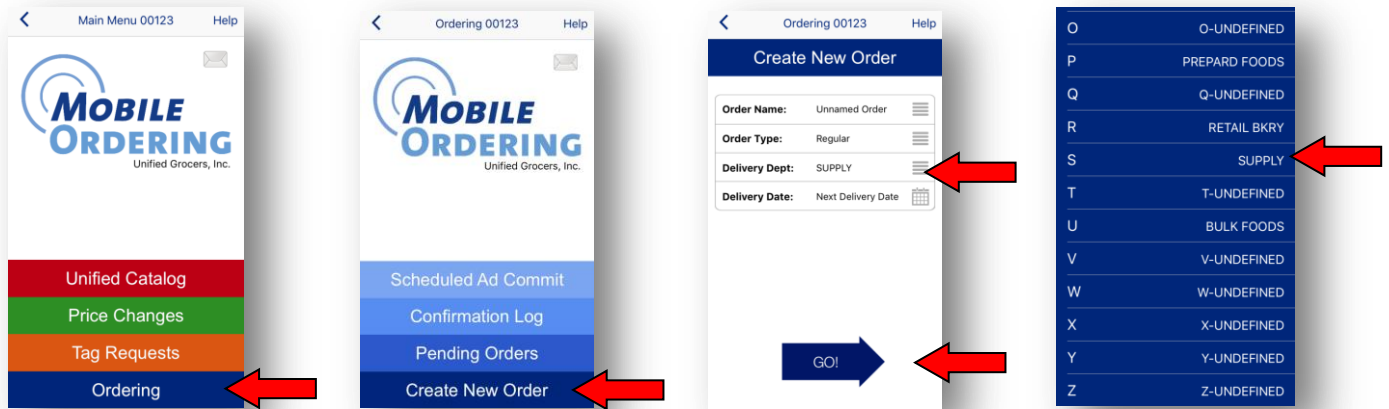 Main Menu 00123 Help
MOBILE
ORDERING
Unified Grocers, Inc.
Unified Catalog
Price Changes
Tag Requests
Ordering
Ordering 00123 Help
MOBILE
ORDERING
Unified Grocers, Inc.
Scheduled Ad Commit
Confirmation Log
Pending Orders
Create New Order
Ordering 00123 Help
Create New Order
Order Name: Unnamed Order
Order Type: Regular
Delivery Dept: SUPPLY
Delivery Date: Next Delivery Date
GO!
O O-UNDEFINED
P PREPARD FOODS
Q Q-UNDEFINED
R RETAIL BKRY
S SUPPLY
T T-UNDEFINED
U BULK FOODS
V V-UNDEFINED
W W-UNDEFINED
X X-UNDEFINED
Y Y-UNDEFINED
Z Z-UNDEFINED